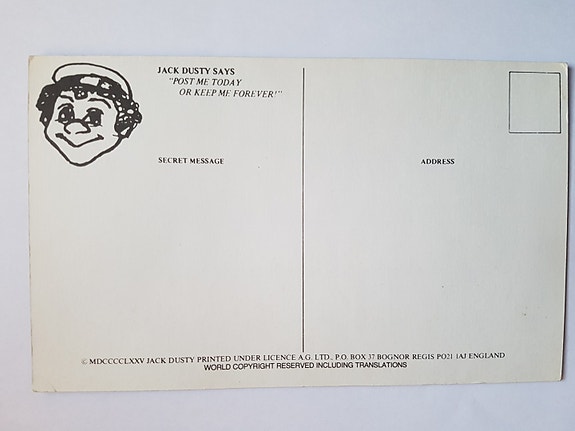 JACK DUSTY SAYS
"POST ME TODAY
OR KEEP ME FOREVER!"
SECRET MESSAGE
ADDRESS
© MDCCCCLXXV JACK DUSTY PRINTED UNDER LICENCE A.G. LTD., P.O. BOX 37 BOGNOR REGIS PO21 1AJ ENGLAND
WORLD COPYRIGHT RESERVED INCLUDING TRANSLATIONS